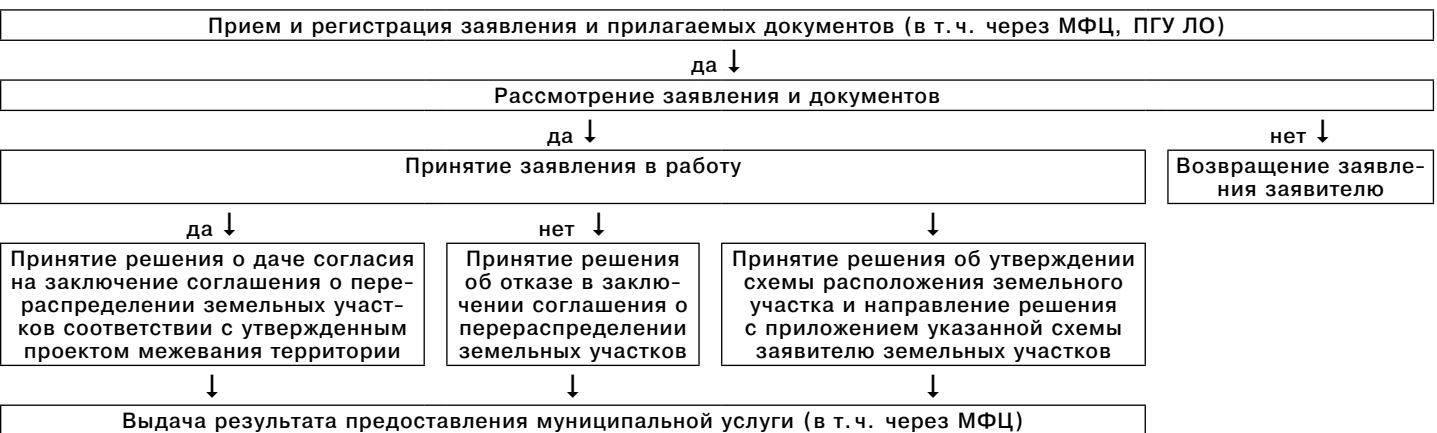 Прием и регистрация заявления и прилагаемых документов (в т.ч. через МФЦ, ПГУ ЛО)
да ↓
Рассмотрение заявления и документов
да ↓
нет ↓
Принятие заявления в работу
Возвращение заявле-
ния заявителю
да ↓
нет ↓
↓
Принятие решения о даче согласия
на заключение соглашения о пере-
распределении земельных участ-
ков соответствии с утвержденным
проектом межевания территории
Принятие решения
об отказе в заклю-
чении соглашения о
перераспределении
земельных участков
Принятие решения об утверждении
схемы расположения земельного
участка и направление решения
с приложением указанной схемы
заявителю земельных участков
↓ ↓ ↓
Выдача результата предоставления муниципальной услуги (в т.ч. через МФЦ)